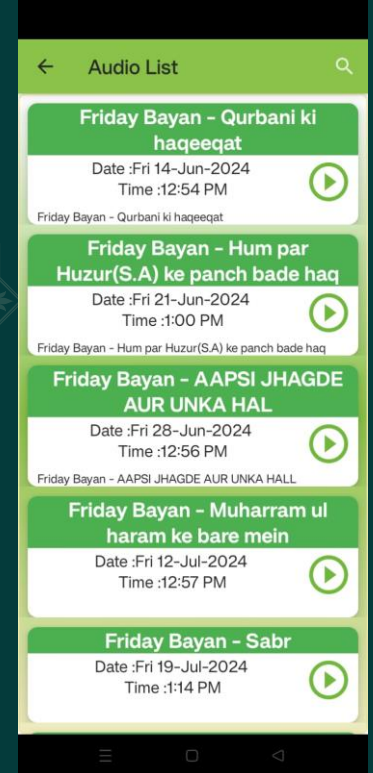 Audio List
Friday Bayan - Qurbani ki
haqeeqat
Date :Fri 14-Jun-2024
Time :12:54 PM
Friday Bayan - Qurbani ki haqeeqat
Friday Bayan - Hum par
Huzur(S.A) ke panch bade haq
Date :Fri 21-Jun-2024
Time :1:00 PM
Friday Bayan - Hum par Huzur(S.A) ke panch bade haq
Friday Bayan - AAPSI JHAGDE
AUR UNKA HAL
Date :Fri 28-Jun-2024
Time :12:56 PM
Friday Bayan - AAPSI JHAGDE AUR UNKA HALL
Friday Bayan - Muharram ul
haram ke bare mein
Date :Fri 12-Jul-2024
Time :12:57 PM
Friday Bayan - Sabr
Date :Fri 19-Jul-2024
Time :1:14 PM